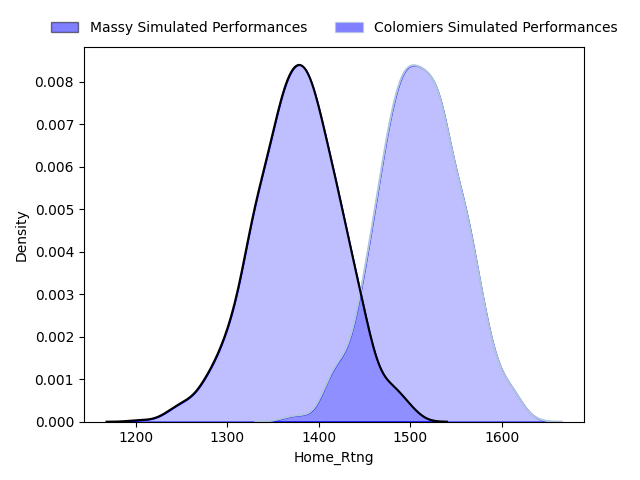 Massy Simulated Performances
Colomiers Simulated Performances
Density
0.008
0.007
0.006
0.005
0.004
0.003
0.002
0.001
0.000
1200 1300 1400 1500 1600
Home_Rtng